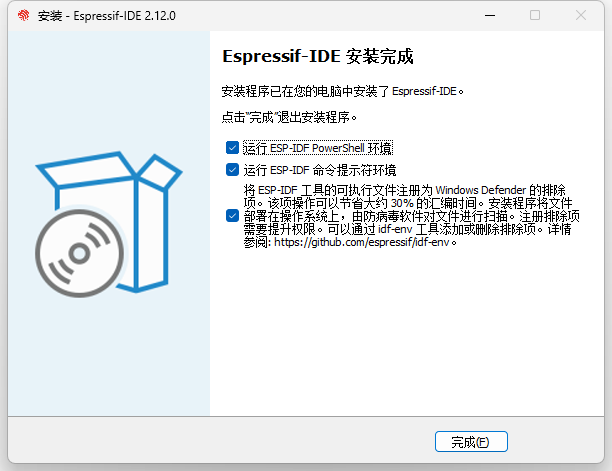 安装 - Espressif-IDE 2.12.0
Espressif-IDE 安装完成
安装程序已在您的电脑中安装了 Espressif-IDE。
点击"完成"退出安装程序。
运行 ESP-IDF PowerShell 环境
运行 ESP-IDF 命令提示符环境
将 ESP-IDF 工具的可执行文件注册为 Windows Defender 的排除
项。该项操作可以节省大约 30% 的汇编时间。安装程序将文件
部署在操作系统上，由防病毒软件对文件进行扫描。注册排除项
需要提升权限。可以通过 idf-env 工具添加或删除排除项。详情
参阅: https://github.com/espressif/idf-env。
完成(F)